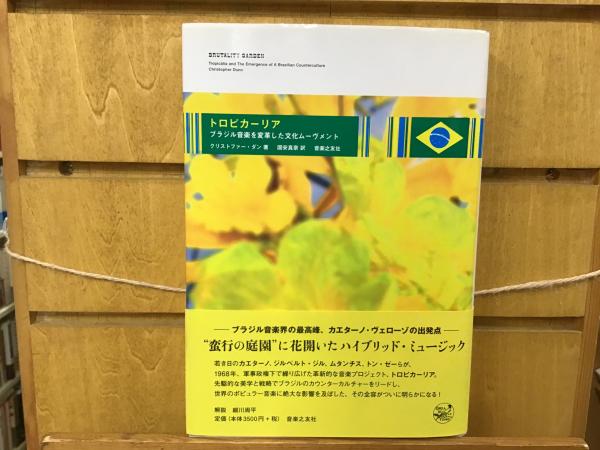 BRUTALITY GARDEN
Tropicália and The Emergence of A Brazilian Counterculture
Christopher Dunn
トロピカーリア
ブラジル音楽を変革した文化ムーヴメント
クリストファー・ダン 著 国安真奈 訳 音楽之友社
── ブラジル音楽界の最高峰、カエターノ・ヴェローゾの出発点 ──
“蛮行の庭園”に花開いたハイブリッド・ミュージック
若き日のカエターノ、ジルベルト・ジル、ムタンチス、トン・ゼーらが、
1968年、軍事政権下で繰り広げた革新的な音楽プロジェクト、トロピカーリア。
先駆的な美学と戦略でブラジルのカウンターカルチャーをリードし、
世界のポピュラー音楽に絶大な影響を及ぼした、その全容がついに明らかになる!
解説 細川周平
定価(本体3500円+税) 音楽之友社